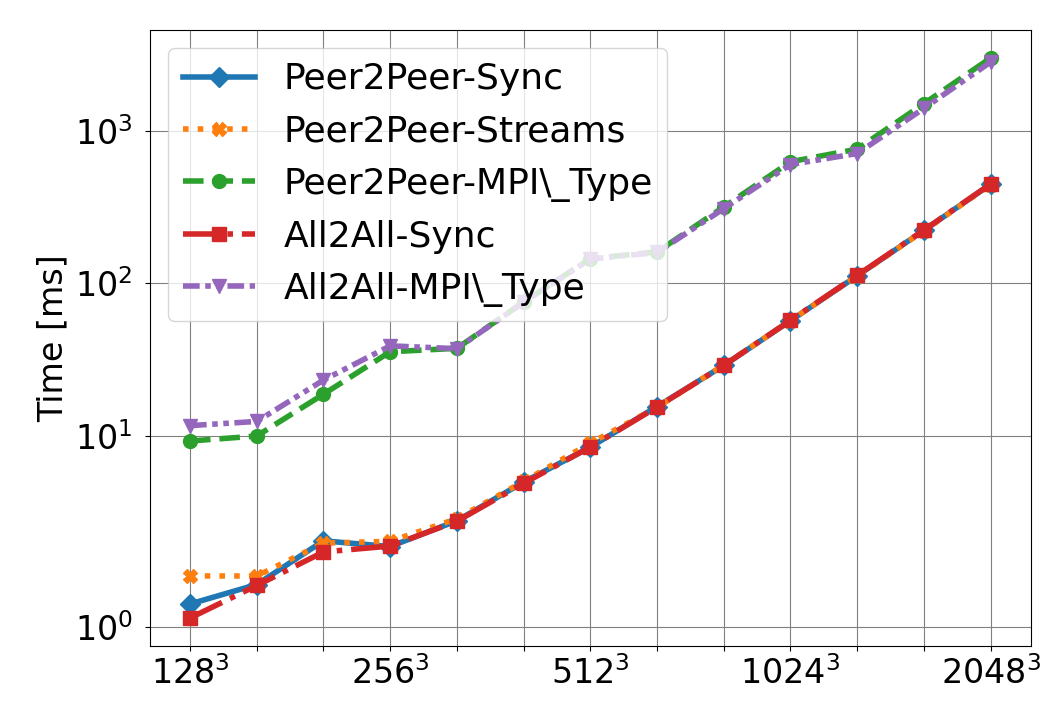 Peer2Peer-Sync
Peer2Peer-Streams
Peer2Peer-MPI\_Type
All2All-Sync
All2All-MPI\_Type
Time [ms]
10³
10²
10¹
10⁰
128³ 256³ 512³ 1024³ 2048³